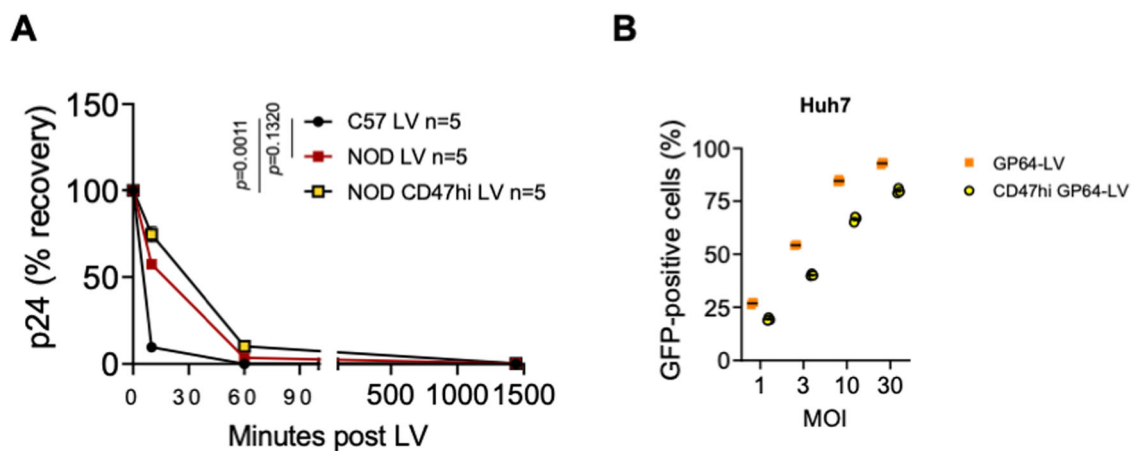 A
p24 (% recovery)
150
100
50
0
0 30 60 90 500 1000 1500
Minutes post LV
p=0.0011
p=0.1320
C57 LV n=5
NOD LV n=5
NOD CD47hi LV n=5
B
Huh7
GFP-positive cells (%)
100
75
50
25
0
1 3 10 30
MOI
GP64-LV
CD47hi GP64-LV